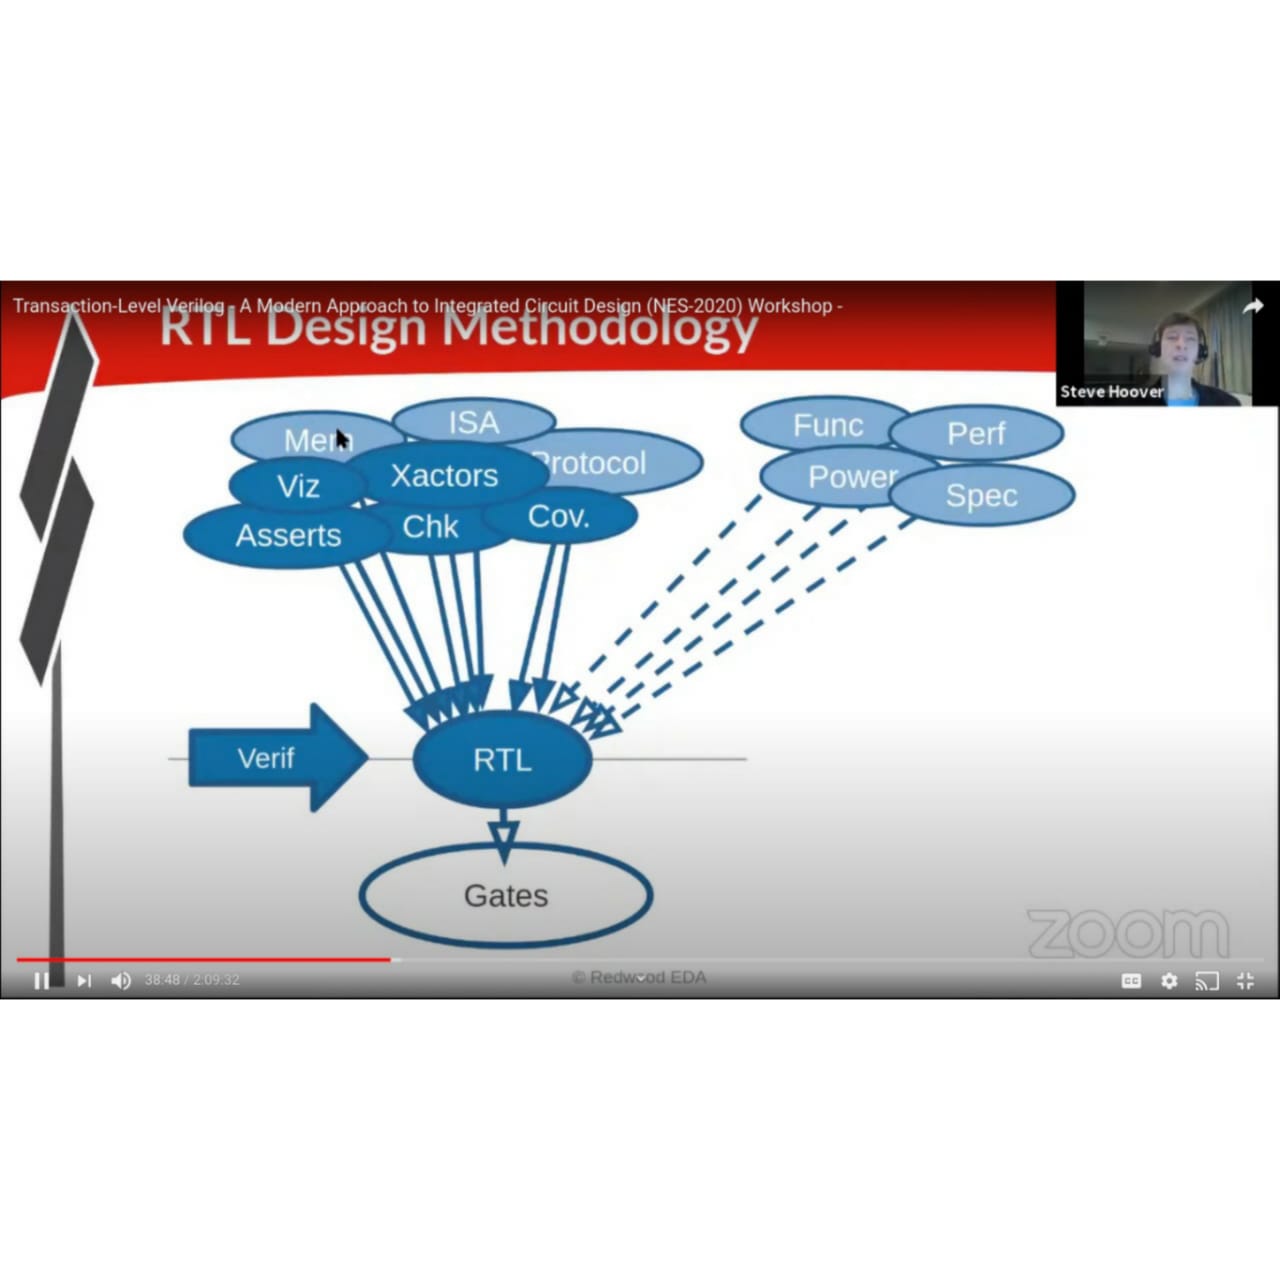 Transaction-Level Verilog - A Modern Approach to Integrated Circuit Design (NES-2020) Workshop -
RTL Design Methodology
Steve Hoover
Mem
ISA
Protocol
Viz
Xactors
Asserts
Chk
Cov.
Func
Perf
Power
Spec
Verif
RTL
Gates
zoom
38:48 / 2:09:32
© Redwood EDA
CC